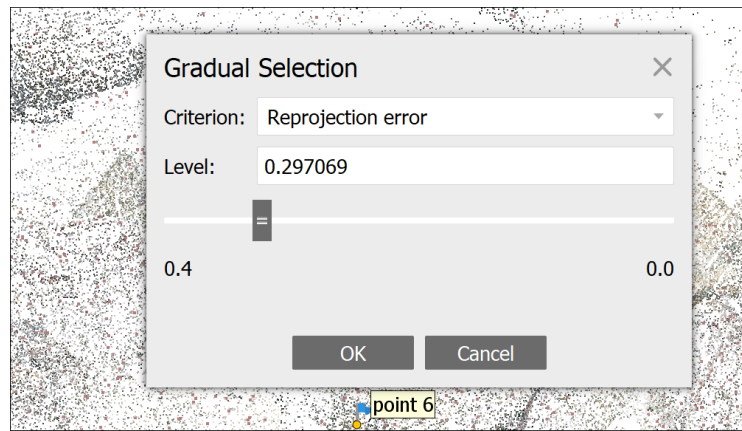 Gradual Selection
Criterion: Reprojection error
Level: 0.297069
0.4 0.0
OK Cancel
point 6